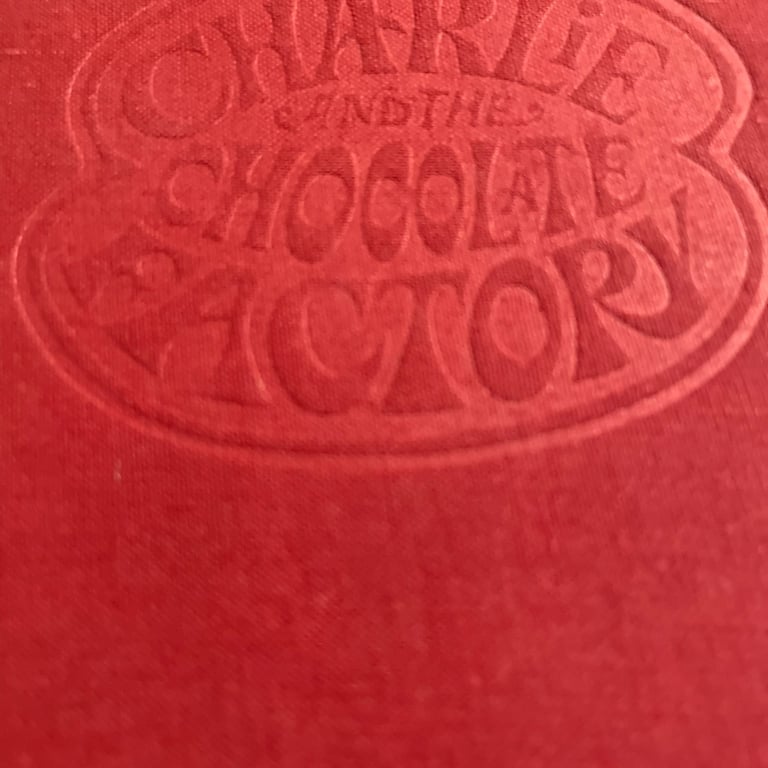 CHARLiE
AND THE
CHOCOLATE
FACTORY